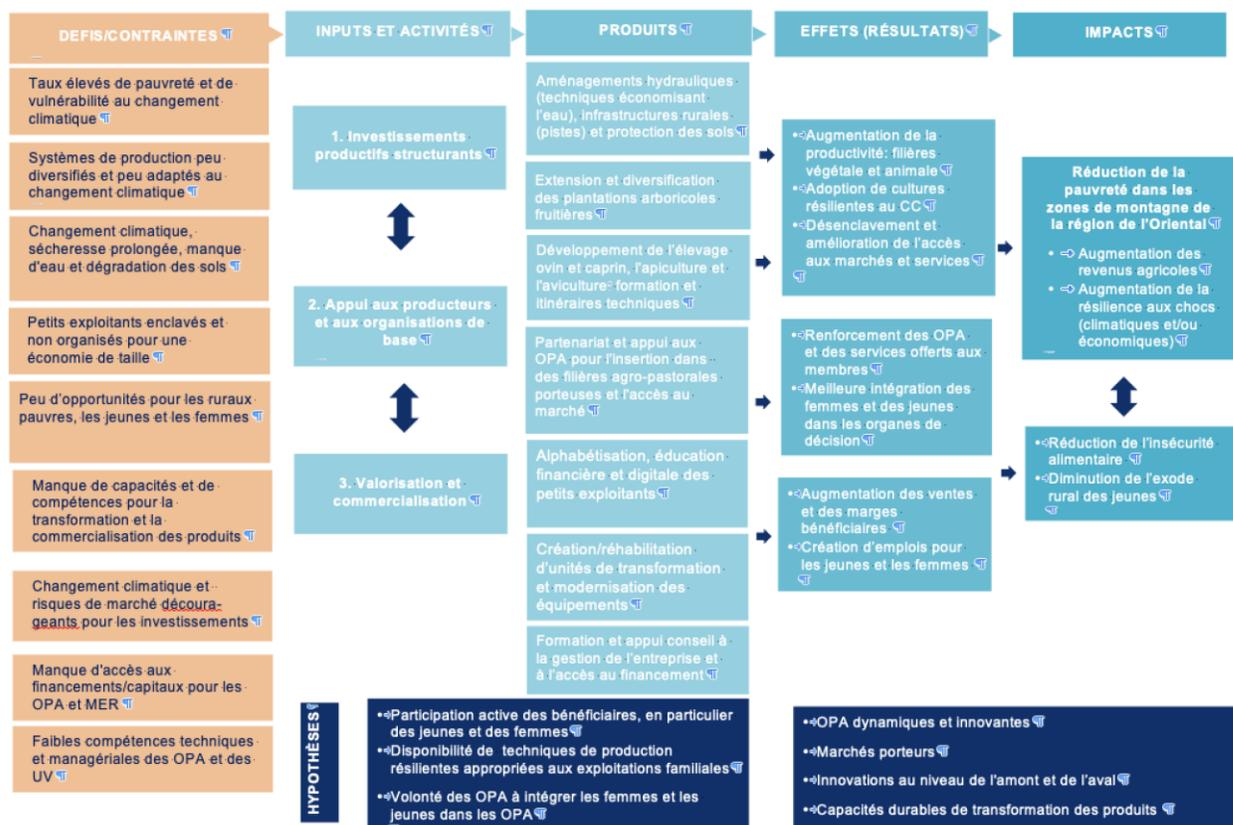 DEFIS/CONTRAINTES
INPUTS ET ACTIVITÉS
PRODUITS
EFFETS (RÉSULTATS)
IMPACTS
Taux élevés de pauvreté et de
vulnérabilité au changement
climatique
Systèmes de production peu
diversifiés et peu adaptés au
changement climatique
Changement climatique,
sécheresse prolongée, manque
d'eau et dégradation des sols
Petits exploitants enclavés et
non organisés pour une
économie de taille
Peu d'opportunités pour les ruraux
pauvres, les jeunes et les femmes
Manque de capacités et de
compétences pour la
transformation et la
commercialisation des produits
Changement climatique et
risques de marché découra-
geants pour les investissements
Manque d'accès aux
financements/capitaux pour les
OPA et MER
Faibles compétences techniques
et managériales des OPA et des
UV
1. Investissements
productifs structurants
2. Appui aux producteurs
et aux organisations de
base
3. Valorisation et
commercialisation
Aménagements hydrauliques
(techniques économisant
l'eau), infrastructures rurales
(pistes) et protection des sols
Extension et diversification
des plantations arboricoles
fruitières
Développement de l'élevage
ovin et caprin, l'apiculture et
l'aviculture: formation et
itinéraires techniques
Partenariat et appui aux
OPA pour l'insertion dans
des filières agro-pastorales
porteuses et l'accès au
marché
Alphabétisation, éducation
financière et digitale des
petits exploitants
Création/réhabilitation
d'unités de transformation
et modernisation des
équipements
Formation et appui conseil à
la gestion de l'entreprise et
à l'accès au financement
• Augmentation de la
productivité: filières
végétale et animale
• Adoption de cultures
résilientes au CC
• Désenclavement et
amélioration de l'accès
aux marchés et services
• Renforcement des OPA
et des services offerts aux
membres
• Meilleure intégration des
femmes et des jeunes
dans les organes de
décision
• Augmentation des ventes
et des marges
bénéficiaires
• Création d'emplois pour
les jeunes et les femmes
Réduction de la
pauvreté dans les
zones de montagne de
la région de l'Oriental
• Augmentation des
revenus agricoles
• Augmentation de la
résilience aux chocs
(climatiques et/ou
économiques)
• Réduction de l'insécurité
alimentaire
• Diminution de l'exode
rural des jeunes
HYPOTHÈSES
• Participation active des bénéficiaires, en particulier
des jeunes et des femmes
• Disponibilité de techniques de production
résilientes appropriées aux exploitations familiales
• Volonté des OPA à intégrer les femmes et les
jeunes dans les OPA
• OPA dynamiques et innovantes
• Marchés porteurs
• Innovations au niveau de l'amont et de l'aval
• Capacités durables de transformation des produits